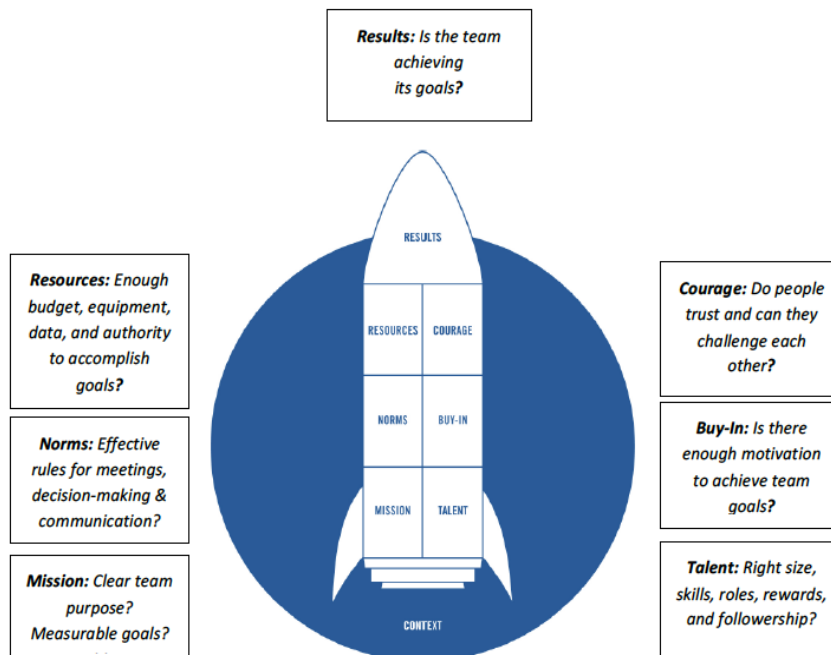 Results: Is the team
achieving
its goals?
RESULTS
Resources: Enough
budget, equipment,
data, and authority
to accomplish
goals?
Courage: Do people
trust and can they
challenge each
other?
RESOURCES
COURAGE
Norms: Effective
rules for meetings,
decision-making &
communication?
Buy-In: Is there
enough motivation
to achieve team
goals?
NORMS
BUY-IN
Mission: Clear team
purpose?
Measurable goals?
Talent: Right size,
skills, roles, rewards,
and followership?
MISSION
TALENT
CONTEXT